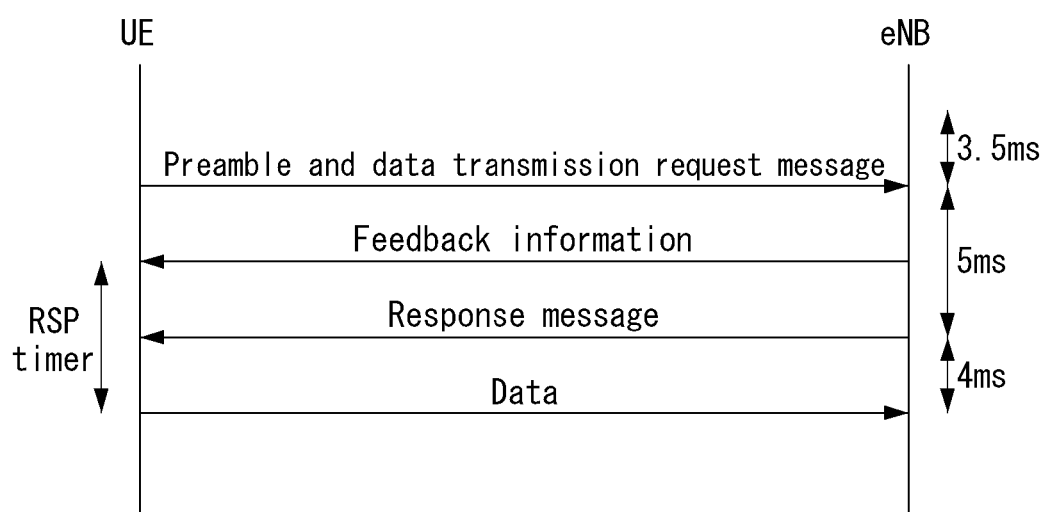 UE
eNB
Preamble and data transmission request message
3.5ms
Feedback information
5ms
RSP
timer
Response message
4ms
Data